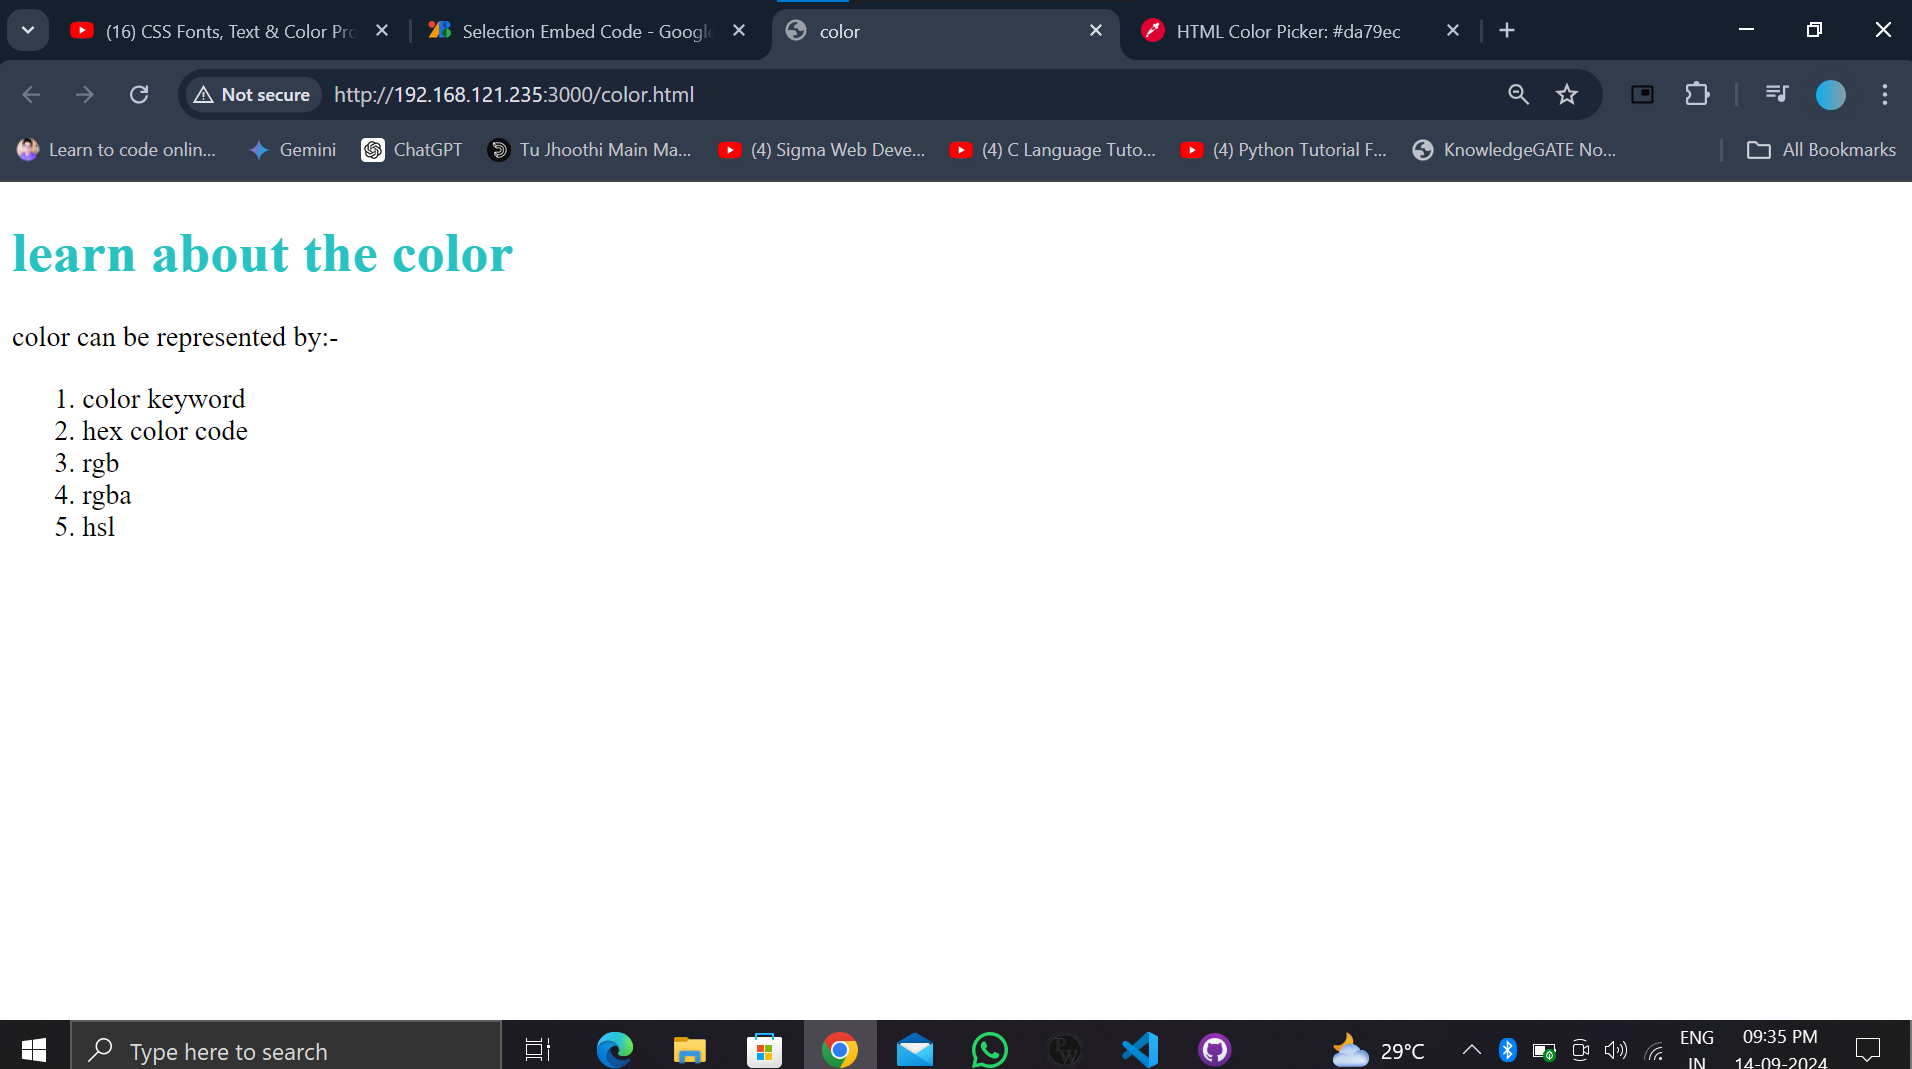 (16) CSS Fonts, Text & Color Pro
Selection Embed Code - Google
color
HTML Color Picker: #da79ec
Not secure
http://192.168.121.235:3000/color.html
Learn to code onlin...
Gemini
ChatGPT
Tu Jhoothi Main Ma...
(4) Sigma Web Deve...
(4) C Language Tuto...
(4) Python Tutorial F...
KnowledgeGATE No...
All Bookmarks
learn about the color
color can be represented by:-
1. color keyword
2. hex color code
3. rgb
4. rgba
5. hsl
Type here to search
PW
29°C
ENG
IN
09:35 PM
14-09-2024